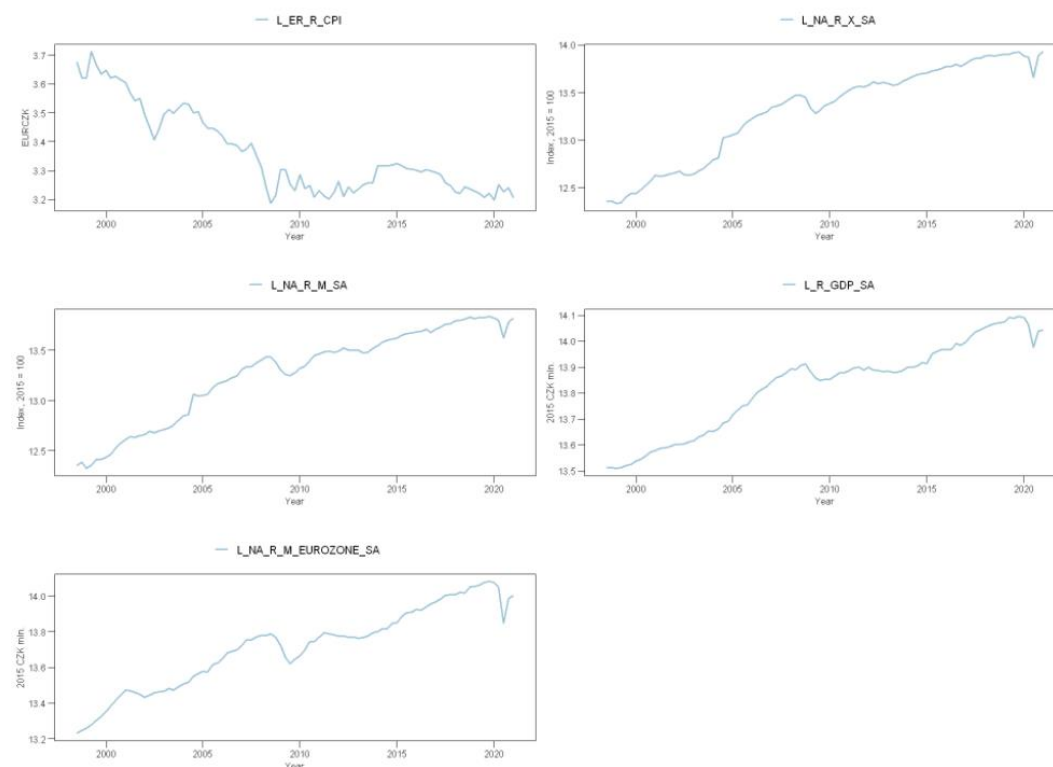 L_ER_R_CPI
3.7
3.6
3.5
3.4
3.3
3.2
EURCZK
2000 2005 2010 2015 2020
Year
L_NA_R_X_SA
14.0
13.5
13.0
12.5
Index, 2015 = 100
2000 2005 2010 2015 2020
Year
L_NA_R_M_SA
13.5
13.0
12.5
Index, 2015 = 100
2000 2005 2010 2015 2020
Year
L_R_GDP_SA
14.1
14.0
13.9
13.8
13.7
13.6
13.5
2015 CZK mln
2000 2005 2010 2015 2020
Year
L_NA_R_M_EUROZONE_SA
14.0
13.8
13.6
13.4
13.2
2015 CZK mln
2000 2005 2010 2015 2020
Year